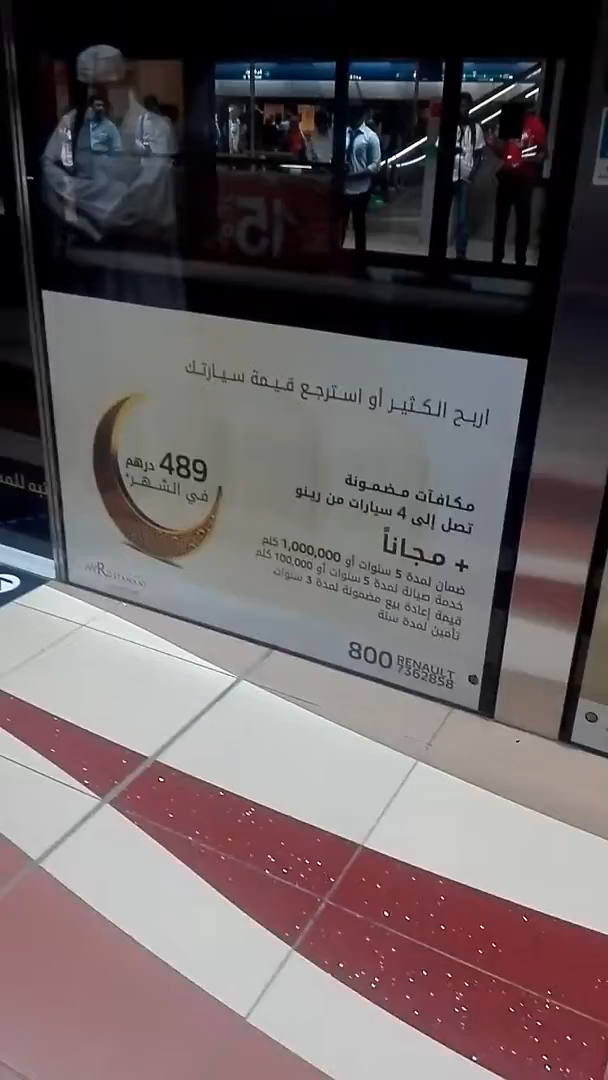 اربح الكثير أو استرجع قيمة سيارتك
489 درهم
في الشهر*
مكافآت مضمونة
تصل إلى 4 سيارات من رينو
+ مجاناً
ضمان لمدة 5 سنوات أو 1,000,000 كلم
خدمة صيانة لمدة 5 سنوات أو 100,000 كلم
قيمة إعادة بيع مضمونة لمدة 3 سنوات
تأمين لمدة سنة
AWROSTAMANI
800 RENAULT
7362858
15